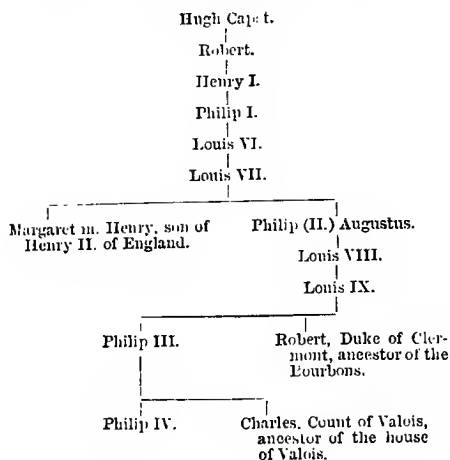 Hugh Capet.
Robert.
Henry I.
Philip I.
Louis VI.
Louis VII.
Margaret m. Henry, son of
Henry II. of England.
Philip (II.) Augustus.
Louis VIII.
Louis IX.
Philip III.
Robert, Duke of Cler-
mont, ancestor of the
Bourbons.
Philip IV.
Charles. Count of Valois,
ancestor of the house
of Valois.